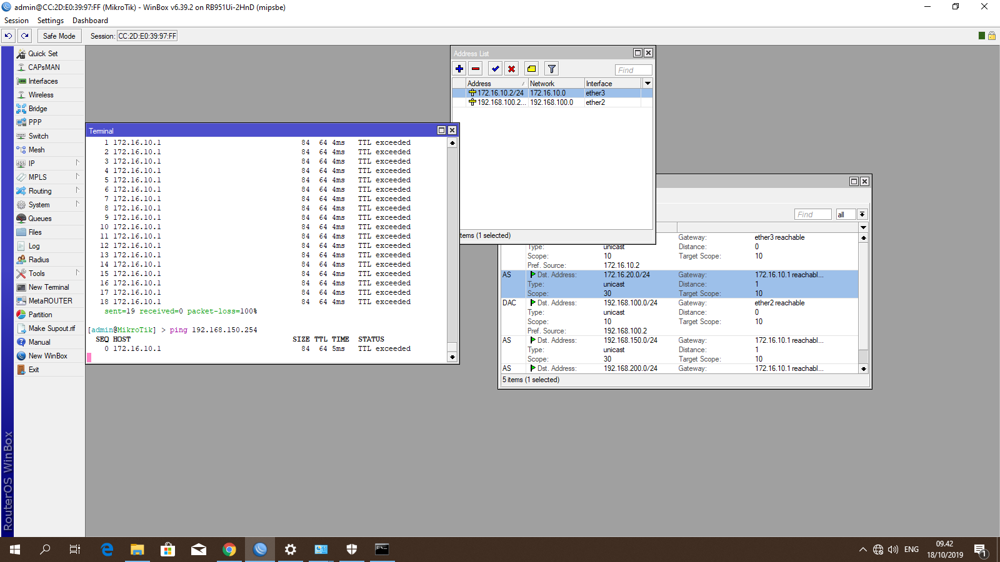 admin@CC:2D:E0:39:97:FF (MikroTik) - WinBox v6.39.2 on RB951Ui-2HnD (mipsbe)
Session Settings Dashboard
Safe Mode Session: CC:2D:E0:39:97:FF
Quick Set
CAPsMAN
Interfaces
Wireless
Bridge
PPP
Switch
Mesh
IP
MPLS
Routing
System
Queues
Files
Log
Radius
Tools
New Terminal
MetaROUTER
Partition
Make Supout.rif
Manual
New WinBox
Exit
RouterOS WinBox
Terminal
1 172.16.10.1 84 64 4ms TTL exceeded
2 172.16.10.1 84 64 4ms TTL exceeded
3 172.16.10.1 84 64 4ms TTL exceeded
4 172.16.10.1 84 64 4ms TTL exceeded
5 172.16.10.1 84 64 4ms TTL exceeded
6 172.16.10.1 84 64 4ms TTL exceeded
7 172.16.10.1 84 64 4ms TTL exceeded
8 172.16.10.1 84 64 4ms TTL exceeded
9 172.16.10.1 84 64 4ms TTL exceeded
10 172.16.10.1 84 64 4ms TTL exceeded
11 172.16.10.1 84 64 4ms TTL exceeded
12 172.16.10.1 84 64 4ms TTL exceeded
13 172.16.10.1 84 64 4ms TTL exceeded
14 172.16.10.1 84 64 4ms TTL exceeded
15 172.16.10.1 84 64 4ms TTL exceeded
16 172.16.10.1 84 64 4ms TTL exceeded
17 172.16.10.1 84 64 4ms TTL exceeded
18 172.16.10.1 84 64 4ms TTL exceeded
sent=19 received=0 packet-loss=100%
[admin@MikroTik] > ping 192.168.150.254
SEQ HOST SIZE TTL TIME STATUS
0 172.16.10.1 84 64 5ms TTL exceeded
Address List
Find
Address Network Interface
172.16.10.2/24 172.16.10.0 ether3
192.168.100.2... 192.168.100.0 ether2
tems (1 selected)
Find all
Gateway: ether3 reachable
Type: unicast Distance: 0
Scope: 10 Target Scope: 10
Pref. Source: 172.16.10.2
AS Dst. Address: 172.16.20.0/24 Gateway: 172.16.10.1 reachabl...
Type: unicast Distance: 1
Scope: 30 Target Scope: 10
DAC Dst. Address: 192.168.100.0/24 Gateway: ether2 reachable
Type: unicast Distance: 0
Scope: 10 Target Scope: 10
Pref. Source: 192.168.100.2
AS Dst. Address: 192.168.150.0/24 Gateway: 172.16.10.1 reachabl...
Type: unicast Distance: 1
Scope: 30 Target Scope: 10
AS Dst. Address: 192.168.200.0/24 Gateway: 172.16.10.1 reachabl...
5 items (1 selected)
ENG
09.42
18/10/2019
1